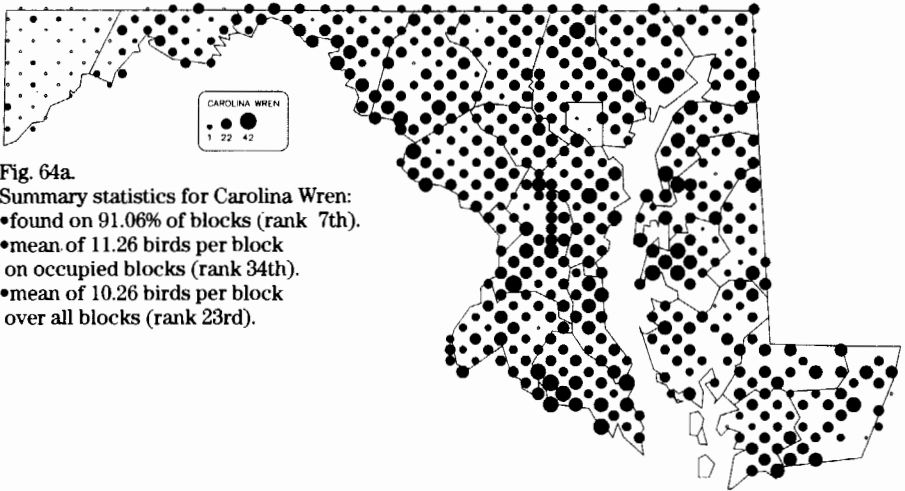 CAROLINA WREN
1 22 42
Fig. 64a.
Summary statistics for Carolina Wren:
•found on 91.06% of blocks (rank 7th).
•mean of 11.26 birds per block
on occupied blocks (rank 34th).
•mean of 10.26 birds per block
over all blocks (rank 23rd).